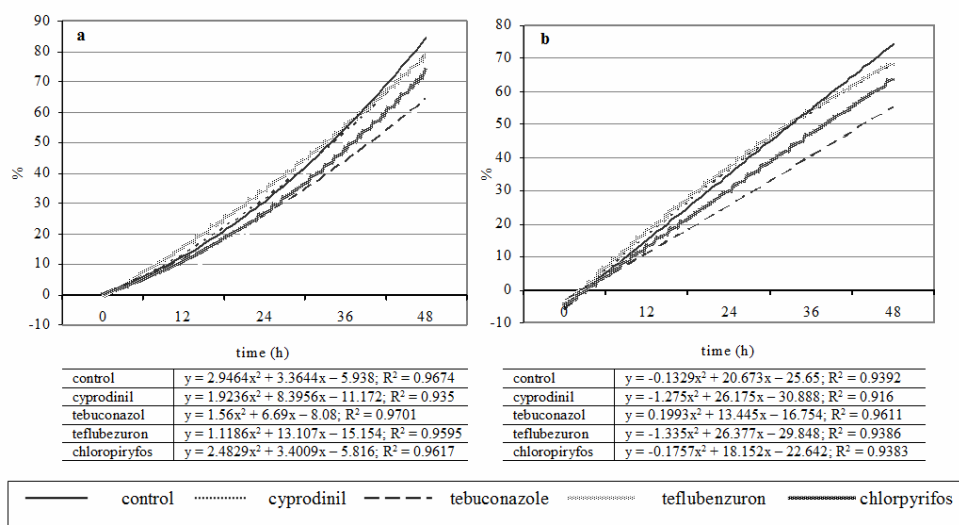 a
90
80
70
60
50
40
30
20
10
0
-10
%
0 12 24 36 48
time (h)
control y = 2.9464x² + 3.3644x – 5.938; R² = 0.9674
cyprodinil y = 1.9236x² + 8.3956x – 11.172; R² = 0.935
tebuconazol y = 1.56x² + 6.69x – 8.08; R² = 0.9701
teflubezuron y = 1.1186x² + 13.107x – 15.154; R² = 0.9595
chloropiryfos y = 2.4829x² + 3.4009x – 5.816; R² = 0.9617
b
80
70
60
50
40
30
20
10
0
-10
%
0 12 24 36 48
time (h)
control y = -0.1329x² + 20.673x – 25.65; R² = 0.9392
cyprodinil y = -1.275x² + 26.175x – 30.888; R² = 0.916
tebuconazol y = 0.1993x² + 13.445x – 16.754; R² = 0.9611
teflubezuron y = -1.335x² + 26.377x – 29.848; R² = 0.9386
chloropiryfos y = -0.1757x² + 18.152x – 22.642; R² = 0.9383
control cyprodinil tebuconazole teflubenzuron chlorpyrifos